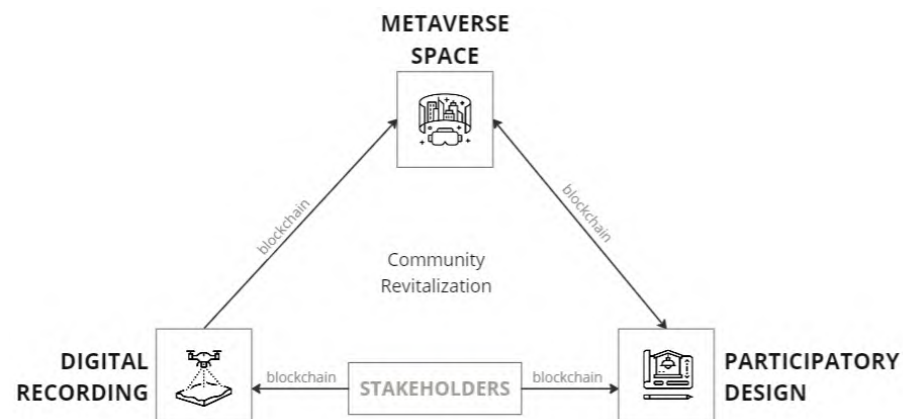 METAVERSE
SPACE
blockchain
blockchain
Community
Revitalization
DIGITAL
RECORDING
blockchain
STAKEHOLDERS
blockchain
PARTICIPATORY
DESIGN